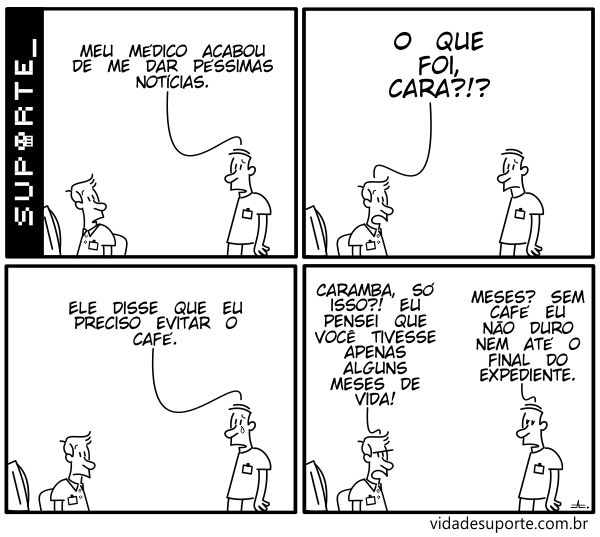 SUPORTE_
MEU MÉDICO ACABOU
DE ME DAR PÉSSIMAS
NOTÍCIAS.
O QUE
FOI,
CARA?!?
ELE DISSE QUE EU
PRECISO EVITAR O
CAFÉ.
CARAMBA, SÓ
ISSO?! EU
PENSEI QUE
VOCÊ TIVESSE
APENAS
ALGUNS
MESES DE
VIDA!
MESES? SEM
CAFÉ EU
NÃO DURO
NEM ATÉ O
FINAL DO
EXPEDIENTE.
vidadesuporte.com.br